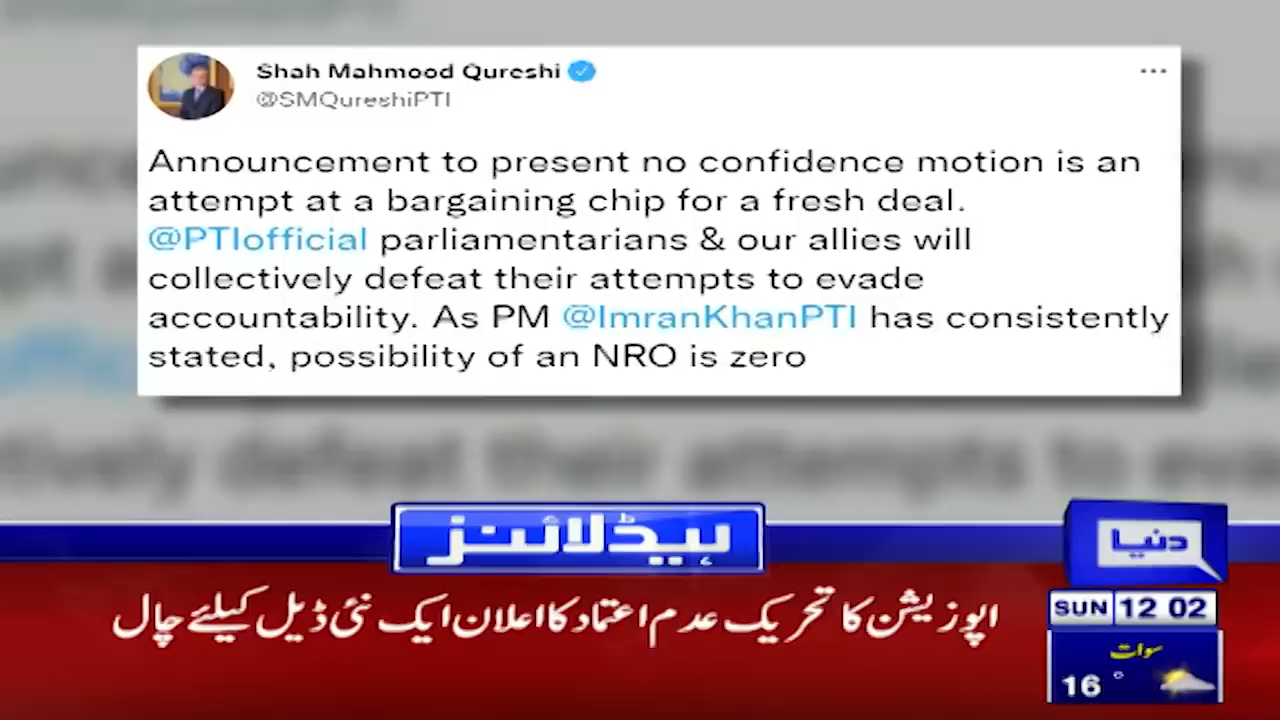 Shah Mahmood Qureshi
@SMQureshiPTI
Announcement to present no confidence motion is an
attempt at a bargaining chip for a fresh deal.
@PTIofficial parliamentarians & our allies will
collectively defeat their attempts to evade
accountability. As PM @ImranKhanPTI has consistently
stated, possibility of an NRO is zero
ہیڈلائنز
دنیا
اپوزیشن کا تحریک عدم اعتماد کا اعلان ایک نئی ڈیل کیلئے چال
SUN 12 02
سوات
16°